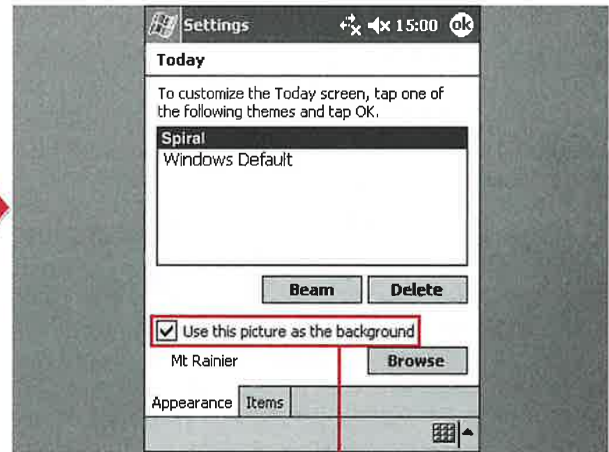 Settings 15:00 ok
Today
To customize the Today screen, tap one of
the following themes and tap OK.
Spiral
Windows Default
Beam Delete
Use this picture as the background
Mt Rainier Browse
Appearance Items